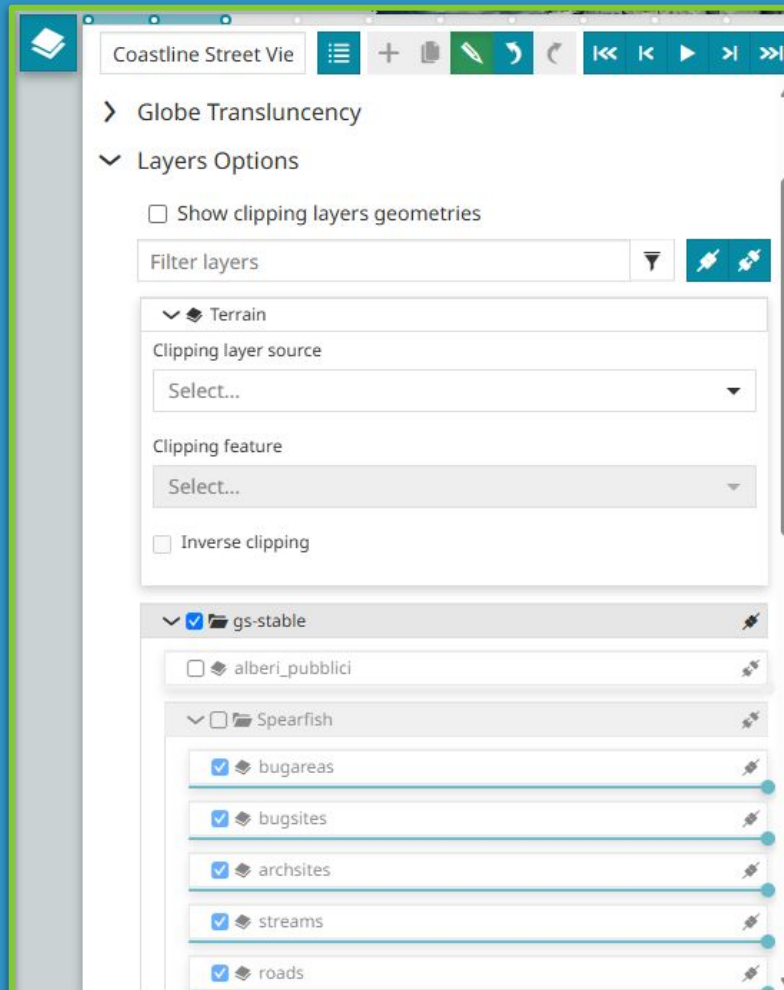 Coastline Street Vie
Globe Transluncency
Layers Options
Show clipping layers geometries
Filter layers
Terrain
Clipping layer source
Select...
Clipping feature
Select...
Inverse clipping
gs-stable
alberi_pubblici
Spearfish
bugareas
bugsites
archsites
streams
roads